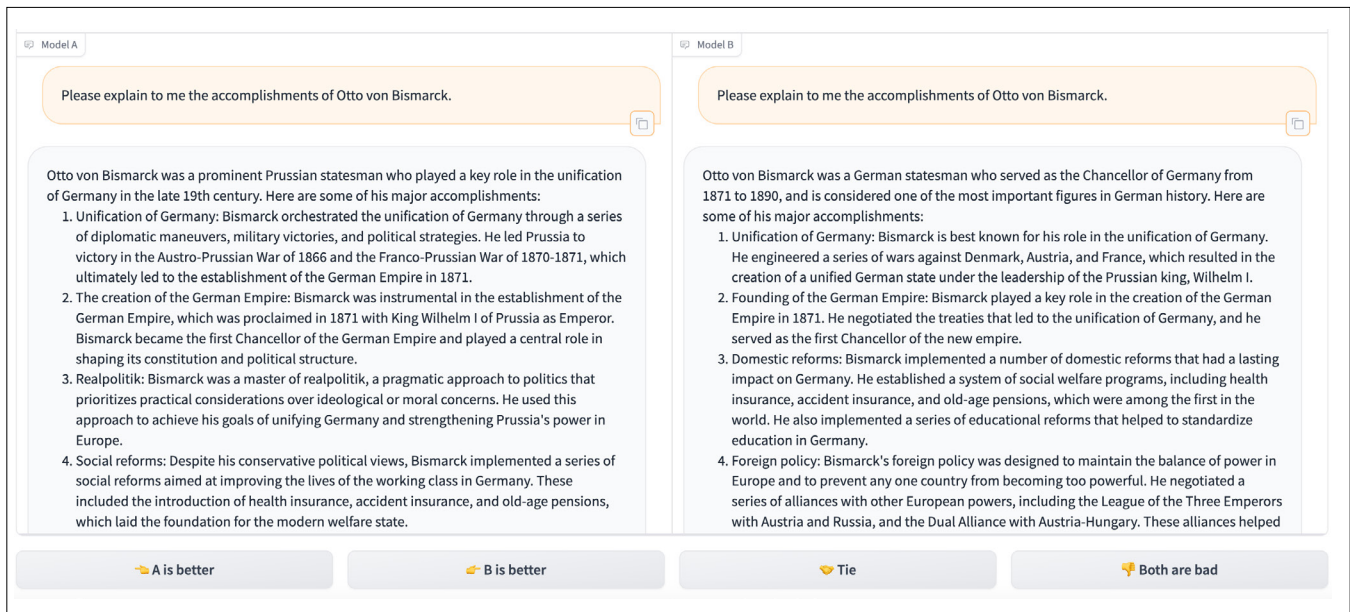 Model A
Please explain to me the accomplishments of Otto von Bismarck.
Otto von Bismarck was a prominent Prussian statesman who played a key role in the unification
of Germany in the late 19th century. Here are some of his major accomplishments:
1. Unification of Germany: Bismarck orchestrated the unification of Germany through a series
of diplomatic maneuvers, military victories, and political strategies. He led Prussia to
victory in the Austro-Prussian War of 1866 and the Franco-Prussian War of 1870-1871, which
ultimately led to the establishment of the German Empire in 1871.
2. The creation of the German Empire: Bismarck was instrumental in the establishment of the
German Empire, which was proclaimed in 1871 with King Wilhelm I of Prussia as Emperor.
Bismarck became the first Chancellor of the German Empire and played a central role in
shaping its constitution and political structure.
3. Realpolitik: Bismarck was a master of realpolitik, a pragmatic approach to politics that
prioritizes practical considerations over ideological or moral concerns. He used this
approach to achieve his goals of unifying Germany and strengthening Prussia's power in
Europe.
4. Social reforms: Despite his conservative political views, Bismarck implemented a series of
social reforms aimed at improving the lives of the working class in Germany. These
included the introduction of health insurance, accident insurance, and old-age pensions,
which laid the foundation for the modern welfare state.
Model B
Please explain to me the accomplishments of Otto von Bismarck.
Otto von Bismarck was a German statesman who served as the Chancellor of Germany from
1871 to 1890, and is considered one of the most important figures in German history. Here are
some of his major accomplishments:
1. Unification of Germany: Bismarck is best known for his role in the unification of Germany.
He engineered a series of wars against Denmark, Austria, and France, which resulted in the
creation of a unified German state under the leadership of the Prussian king, Wilhelm I.
2. Founding of the German Empire: Bismarck played a key role in the creation of the German
Empire in 1871. He negotiated the treaties that led to the unification of Germany, and he
served as the first Chancellor of the new empire.
3. Domestic reforms: Bismarck implemented a number of domestic reforms that had a lasting
impact on Germany. He established a system of social welfare programs, including health
insurance, accident insurance, and old-age pensions, which were among the first in the
world. He also implemented a series of educational reforms that helped to standardize
education in Germany.
4. Foreign policy: Bismarck's foreign policy was designed to maintain the balance of power in
Europe and to prevent any one country from becoming too powerful. He negotiated a
series of alliances with other European powers, including the League of the Three Emperors
with Austria and Russia, and the Dual Alliance with Austria-Hungary. These alliances helped
👈 A is better
👉 B is better
🤝 Tie
👎 Both are bad